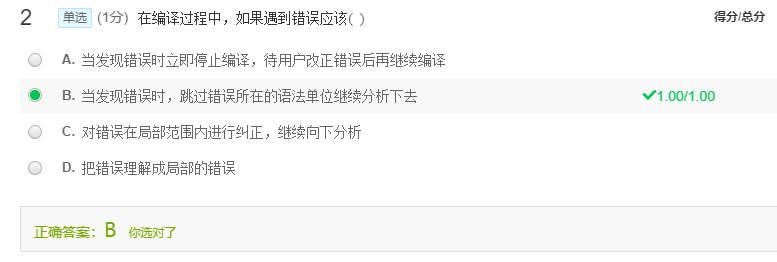 2 单选 (1分) 在编译过程中，如果遇到错误应该( ) 得分/总分
A. 当发现错误时立即停止编译，待用户改正错误后再继续编译
B. 当发现错误时，跳过错误所在的语法单位继续分析下去 1.00/1.00
C. 对错误在局部范围内进行纠正，继续向下分析
D. 把错误理解成局部的错误
正确答案：B 你选对了